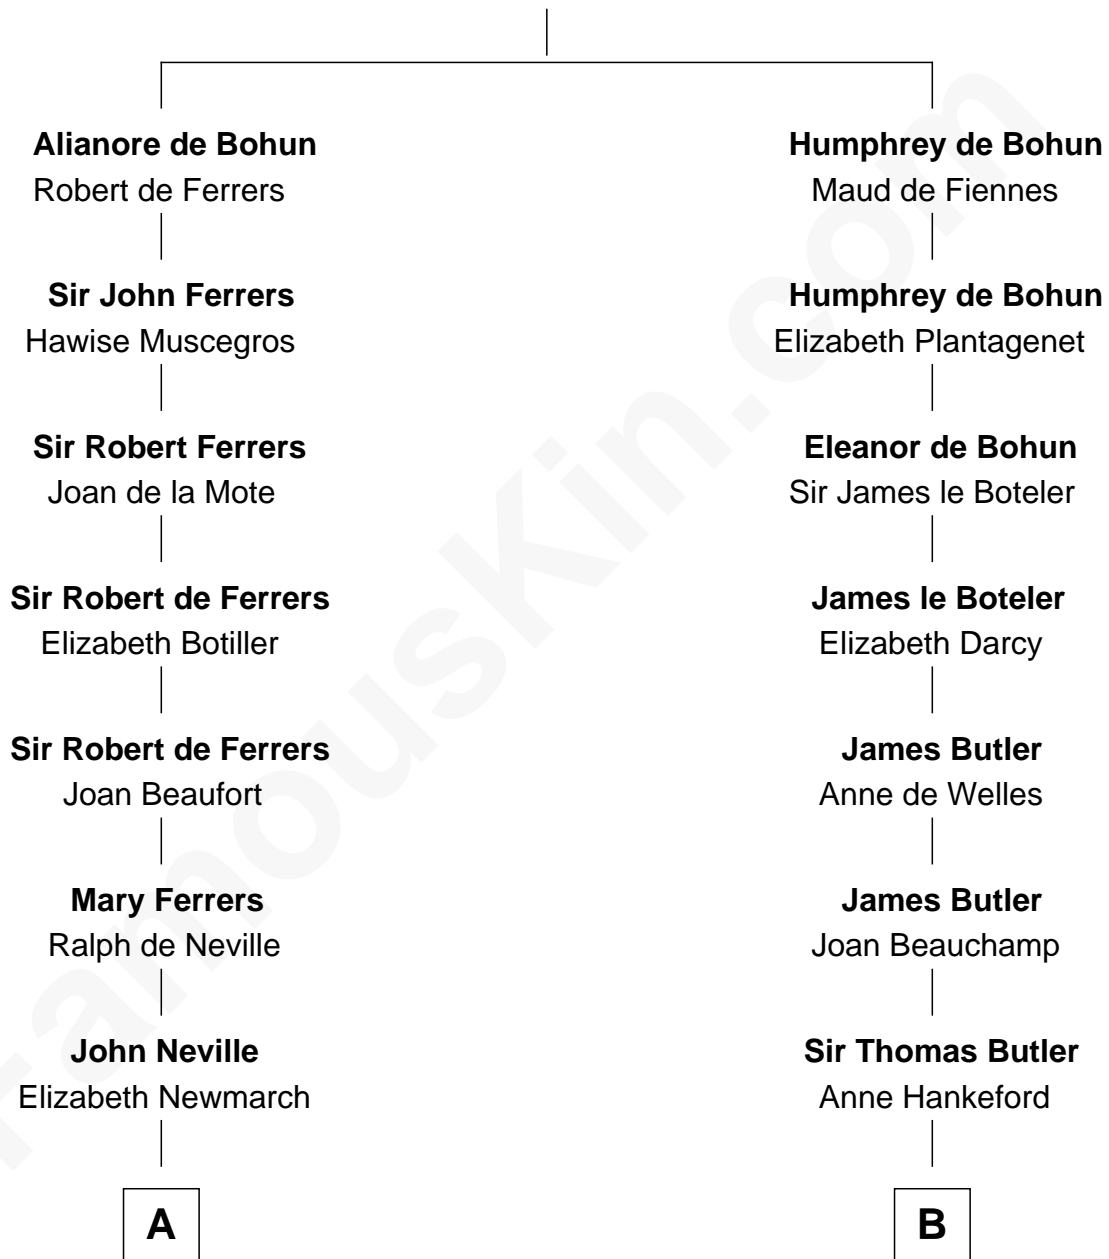 Alianore de Bohun
Robert de Ferrers
Sir John Ferrers
Hawise Muscegros
Sir Robert Ferrers
Joan de la Mote
Sir Robert de Ferrers
Elizabeth Botiller
Sir Robert de Ferrers
Joan Beaufort
Mary Ferrers
Ralph de Neville
John Neville
Elizabeth Newmarch
A
Humphrey de Bohun
Maud de Fiennes
Humphrey de Bohun
Elizabeth Plantagenet
Eleanor de Bohun
Sir James le Boteler
James le Boteler
Elizabeth Darcy
James Butler
Anne de Welles
James Butler
Joan Beauchamp
Sir Thomas Butler
Anne Hankeford
B
FamousKin.com